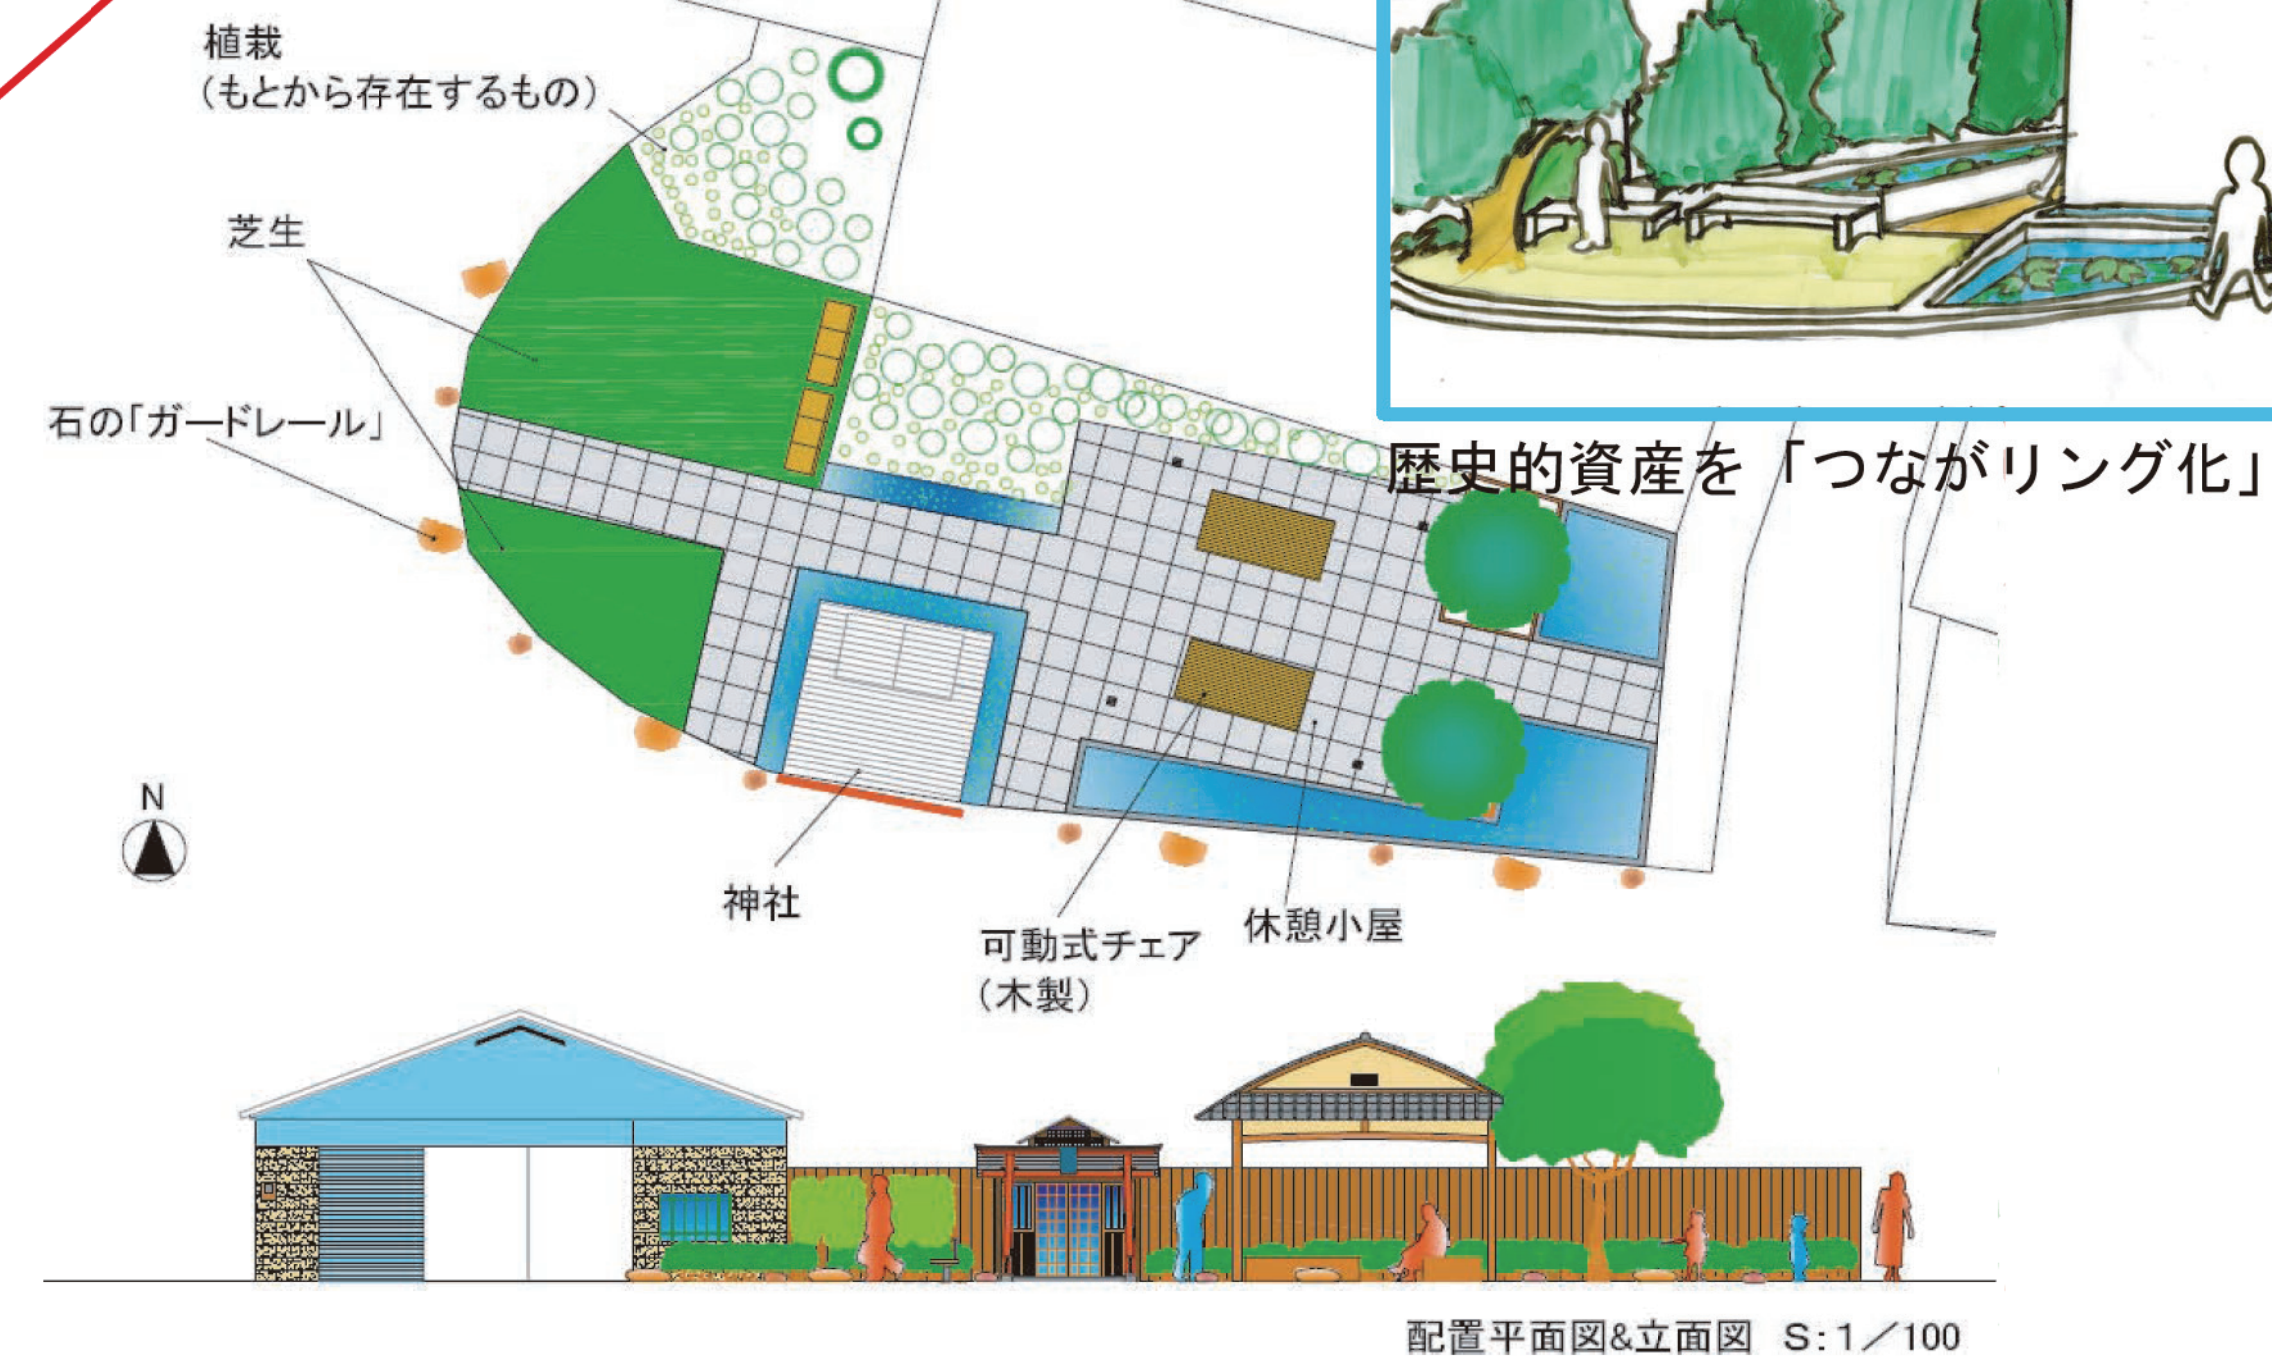 植栽
（もとから存在するもの）
芝生
石の「ガードレール」
歴史的資産を「つながリング化」
N
神社
可動式チェア
（木製）
休憩小屋
配置平面図&立面図　S：1／100